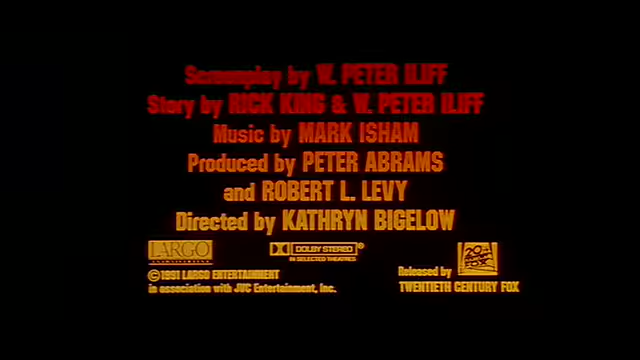 Screenplay by W. PETER ILIFF
Story by RICK KING & W. PETER ILIFF
Music by MARK ISHAM
Produced by PETER ABRAMS
and ROBERT L. LEVY
Directed by KATHRYN BIGELOW
LARGO
DOLBY STEREO ®
IN SELECTED THEATRES
©1991 LARGO ENTERTAINMENT
in association with JVC Entertainment, Inc.
Released by
TWENTIETH CENTURY FOX